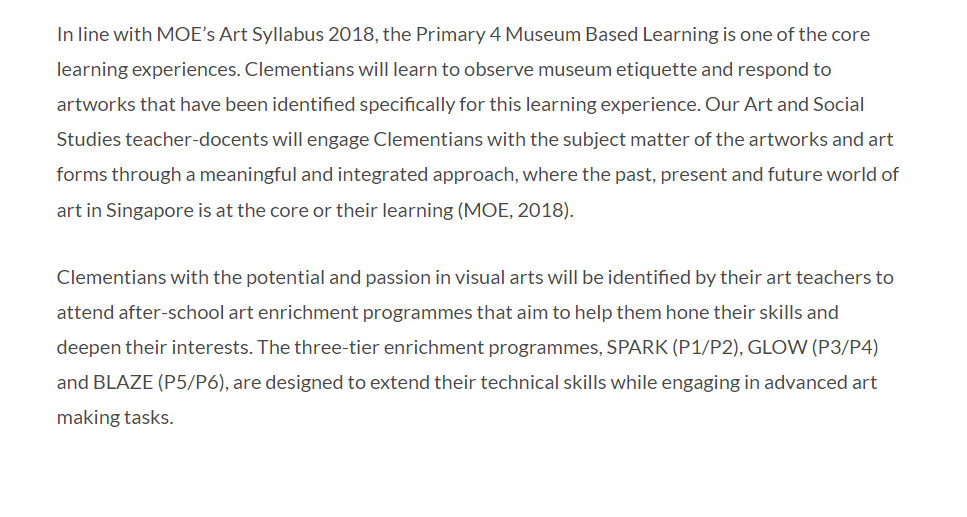 In line with MOE’s Art Syllabus 2018, the Primary 4 Museum Based Learning is one of the core
learning experiences. Clementians will learn to observe museum etiquette and respond to
artworks that have been identified specifically for this learning experience. Our Art and Social
Studies teacher-docents will engage Clementians with the subject matter of the artworks and art
forms through a meaningful and integrated approach, where the past, present and future world of
art in Singapore is at the core or their learning (MOE, 2018).
Clementians with the potential and passion in visual arts will be identified by their art teachers to
attend after-school art enrichment programmes that aim to help them hone their skills and
deepen their interests. The three-tier enrichment programmes, SPARK (P1/P2), GLOW (P3/P4)
and BLAZE (P5/P6), are designed to extend their technical skills while engaging in advanced art
making tasks.